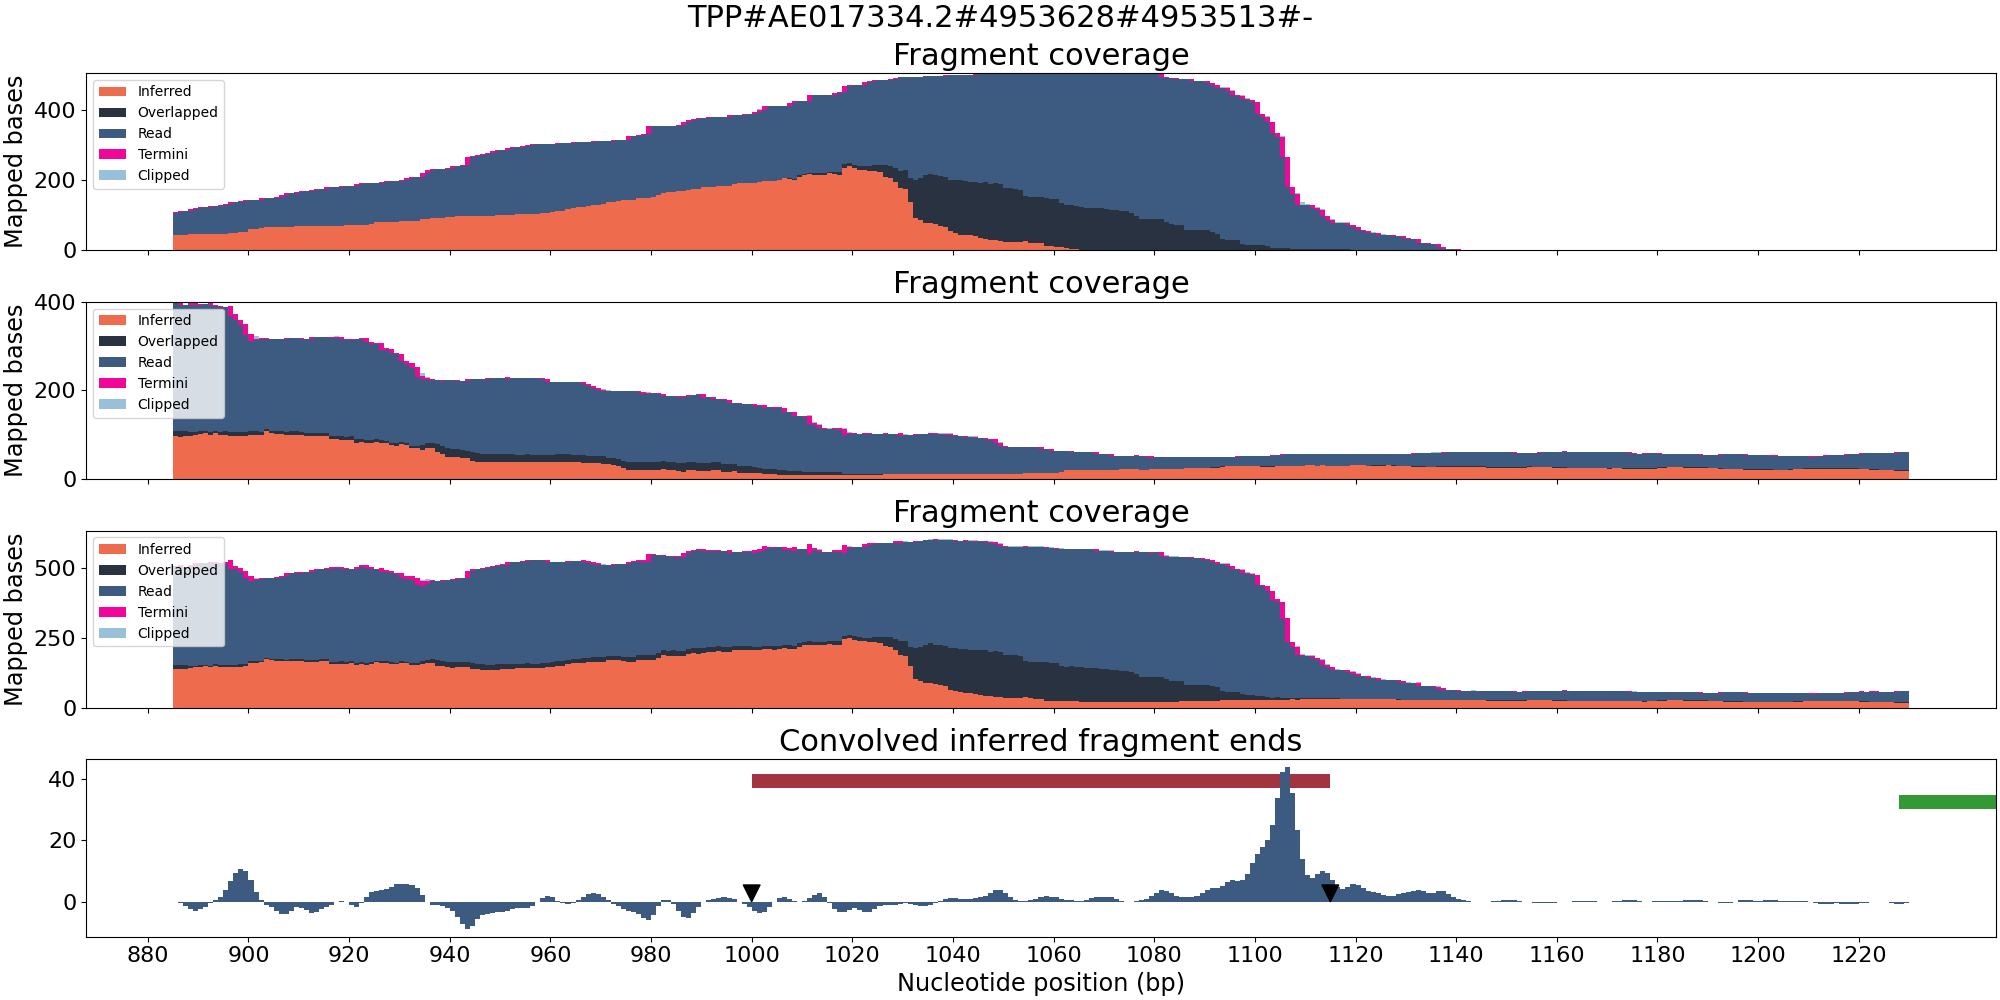 TPP#AE017334.2#4953628#4953513#-
Fragment coverage
Mapped bases
400
200
0
Inferred
Overlapped
Read
Termini
Clipped
Fragment coverage
Mapped bases
400
200
0
Inferred
Overlapped
Read
Termini
Clipped
Fragment coverage
Mapped bases
500
250
0
Inferred
Overlapped
Read
Termini
Clipped
Convolved inferred fragment ends
40
20
0
880 900 920 940 960 980 1000 1020 1040 1060 1080 1100 1120 1140 1160 1180 1200 1220
Nucleotide position (bp)